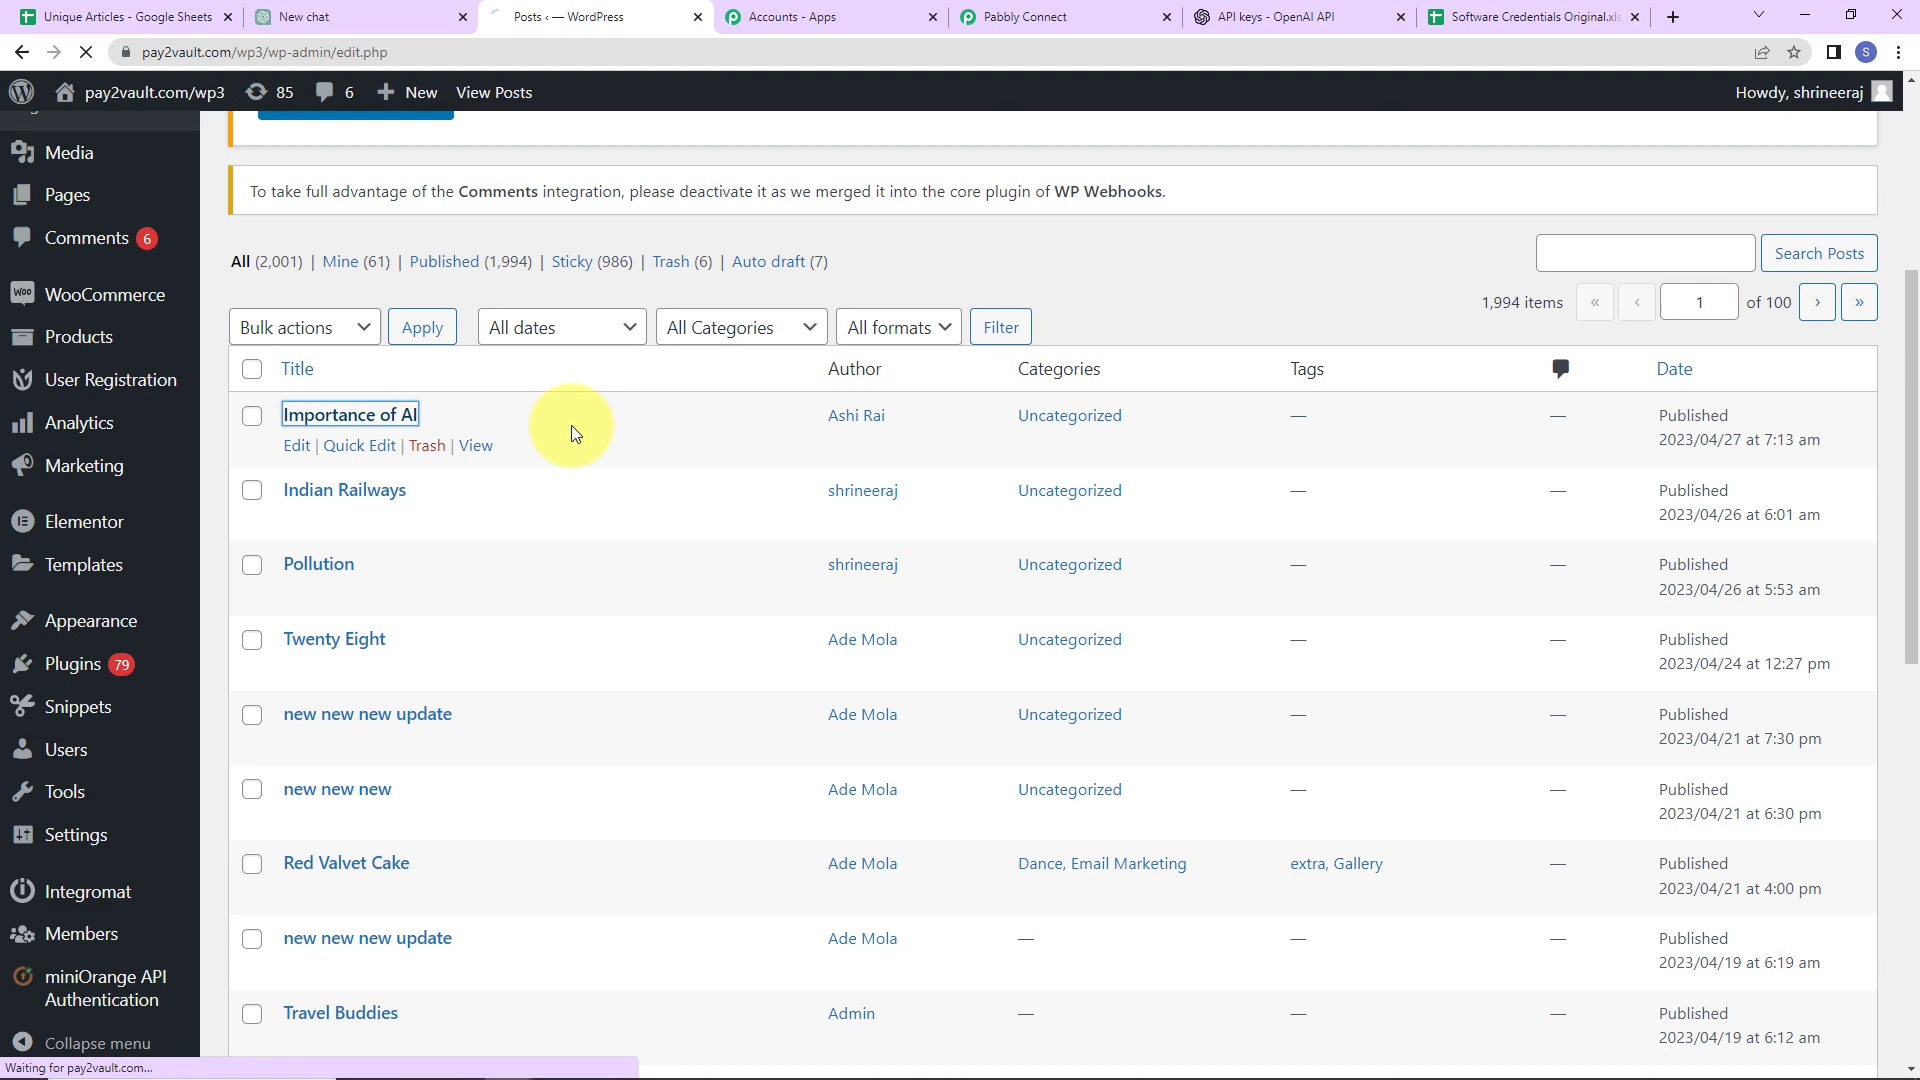 Unique Articles - Google Sheets
New chat
Posts ‹ — WordPress
Accounts - Apps
Pabbly Connect
API keys - OpenAI API
Software Credentials Original.xls
pay2vault.com/wp3/wp-admin/edit.php
S
pay2vault.com/wp3
85
6
New
View Posts
Howdy, shrineeraj
Media
Pages
Comments 6
WooCommerce
Products
User Registration
Analytics
Marketing
Elementor
Templates
Appearance
Plugins 79
Snippets
Users
Tools
Settings
Integromat
Members
miniOrange API
Authentication
Collapse menu
Waiting for pay2vault.com...
To take full advantage of the Comments integration, please deactivate it as we merged it into the core plugin of WP Webhooks.
All (2,001) | Mine (61) | Published (1,994) | Sticky (986) | Trash (6) | Auto draft (7)
Search Posts
1,994 items « ‹ 1 of 100 › »
Bulk actions Apply All dates All Categories All formats Filter
Title Author Categories Tags Date
Importance of AI Ashi Rai Uncategorized — — Published
Edit | Quick Edit | Trash | View 2023/04/27 at 7:13 am
Indian Railways shrineeraj Uncategorized — — Published
2023/04/26 at 6:01 am
Pollution shrineeraj Uncategorized — — Published
2023/04/26 at 5:53 am
Twenty Eight Ade Mola Uncategorized — — Published
2023/04/24 at 12:27 pm
new new new update Ade Mola Uncategorized — — Published
2023/04/21 at 7:30 pm
new new new Ade Mola Uncategorized — — Published
2023/04/21 at 6:30 pm
Red Valvet Cake Ade Mola Dance, Email Marketing extra, Gallery — Published
2023/04/21 at 4:00 pm
new new new update Ade Mola — — — Published
2023/04/19 at 6:19 am
Travel Buddies Admin — — — Published
2023/04/19 at 6:12 am